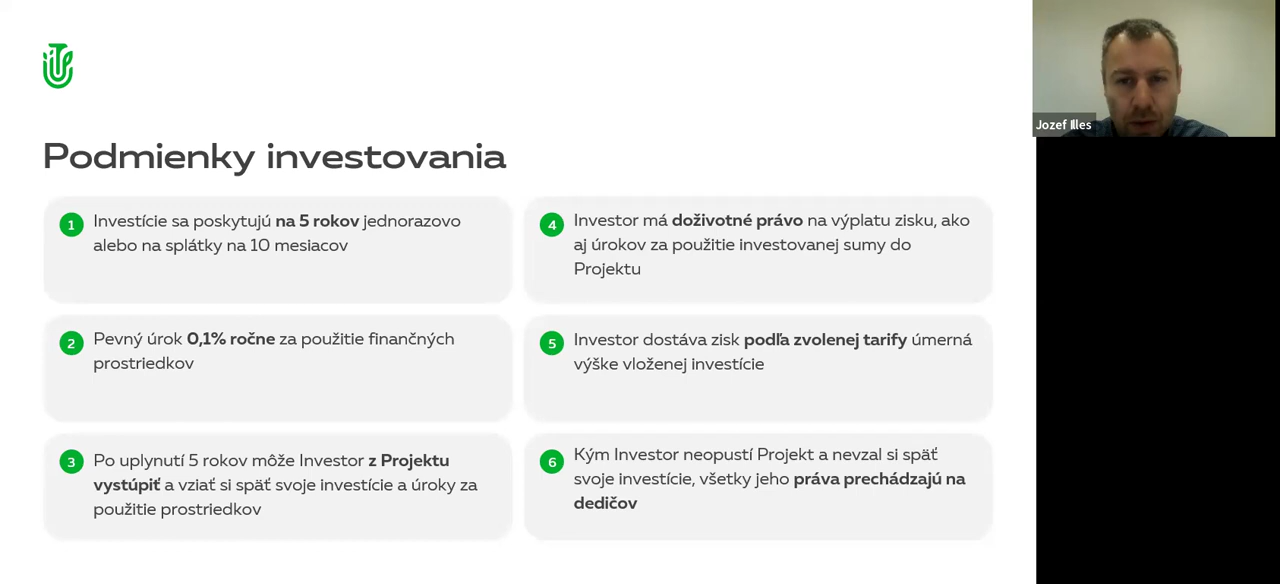 Podmienky investovania
1
Investície sa poskytujú na 5 rokov jednorazovo
alebo na splátky na 10 mesiacov
2
Pevný úrok 0,1% ročne za použitie finančných
prostriedkov
3
Po uplynutí 5 rokov môže Investor z Projektu
vystúpiť a vziať si späť svoje investície a úroky za
použitie prostriedkov
4
Investor má doživotné právo na výplatu zisku, ako
aj úrokov za použitie investovanej sumy do
Projektu
5
Investor dostáva zisk podľa zvolenej tarify úmerná
výške vloženej investície
6
Kým Investor neopustí Projekt a nevzal si späť
svoje investície, všetky jeho práva prechádzajú na
dedičov
Jozef Illes